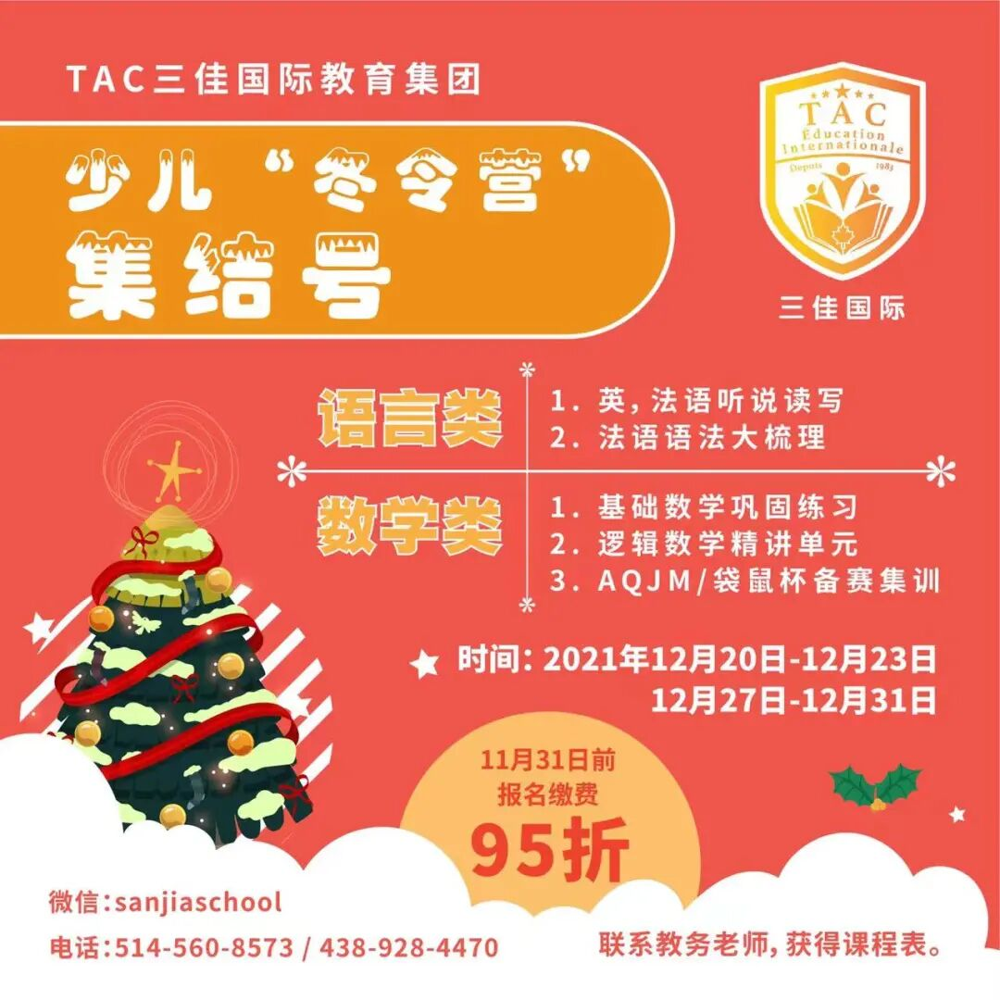 TAC三佳国际教育集团
TAC
Education
Internationale
Depuis 1983
三佳国际
少儿“冬令营”
集结号
语言类
1. 英,法语听说读写
2. 法语语法大梳理
数学类
1. 基础数学巩固练习
2. 逻辑数学精讲单元
3. AQJM/袋鼠杯备赛集训
时间：2021年12月20日-12月23日
12月27日-12月31日
11月31日前
报名缴费
95折
微信：sanjiaschool
电话：514-560-8573 / 438-928-4470
联系教务老师，获得课程表。